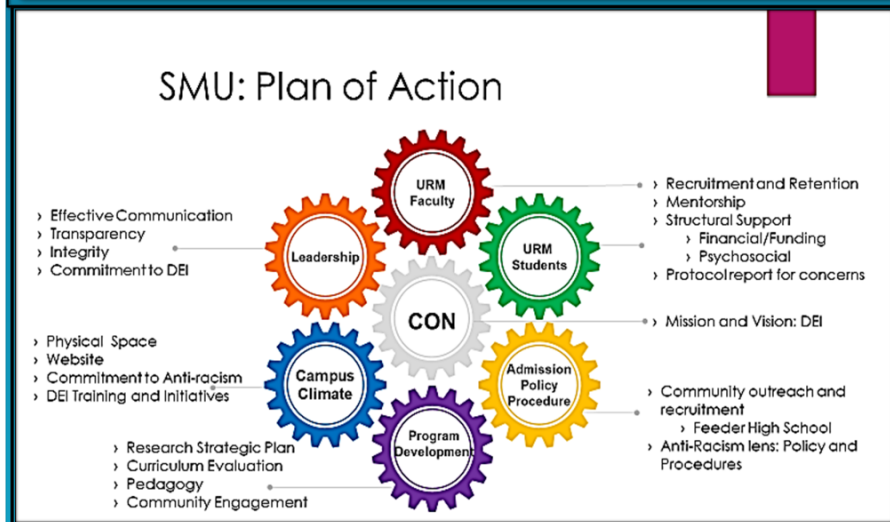 SMU: Plan of Action
URM
Faculty
Leadership
URM
Students
CON
Campus
Climate
Admission
Policy
Procedure
Program
Development
› Effective Communication
› Transparency
› Integrity
› Commitment to DEI
› Recruitment and Retention
› Mentorship
› Structural Support
› Financial/Funding
› Psychosocial
› Protocol report for concerns
› Mission and Vision: DEI
› Physical Space
› Website
› Commitment to Anti-racism
› DEI Training and Initiatives
› Community outreach and
recruitment
› Feeder High School
› Anti-Racism lens: Policy and
Procedures
› Research Strategic Plan
› Curriculum Evaluation
› Pedagogy
› Community Engagement